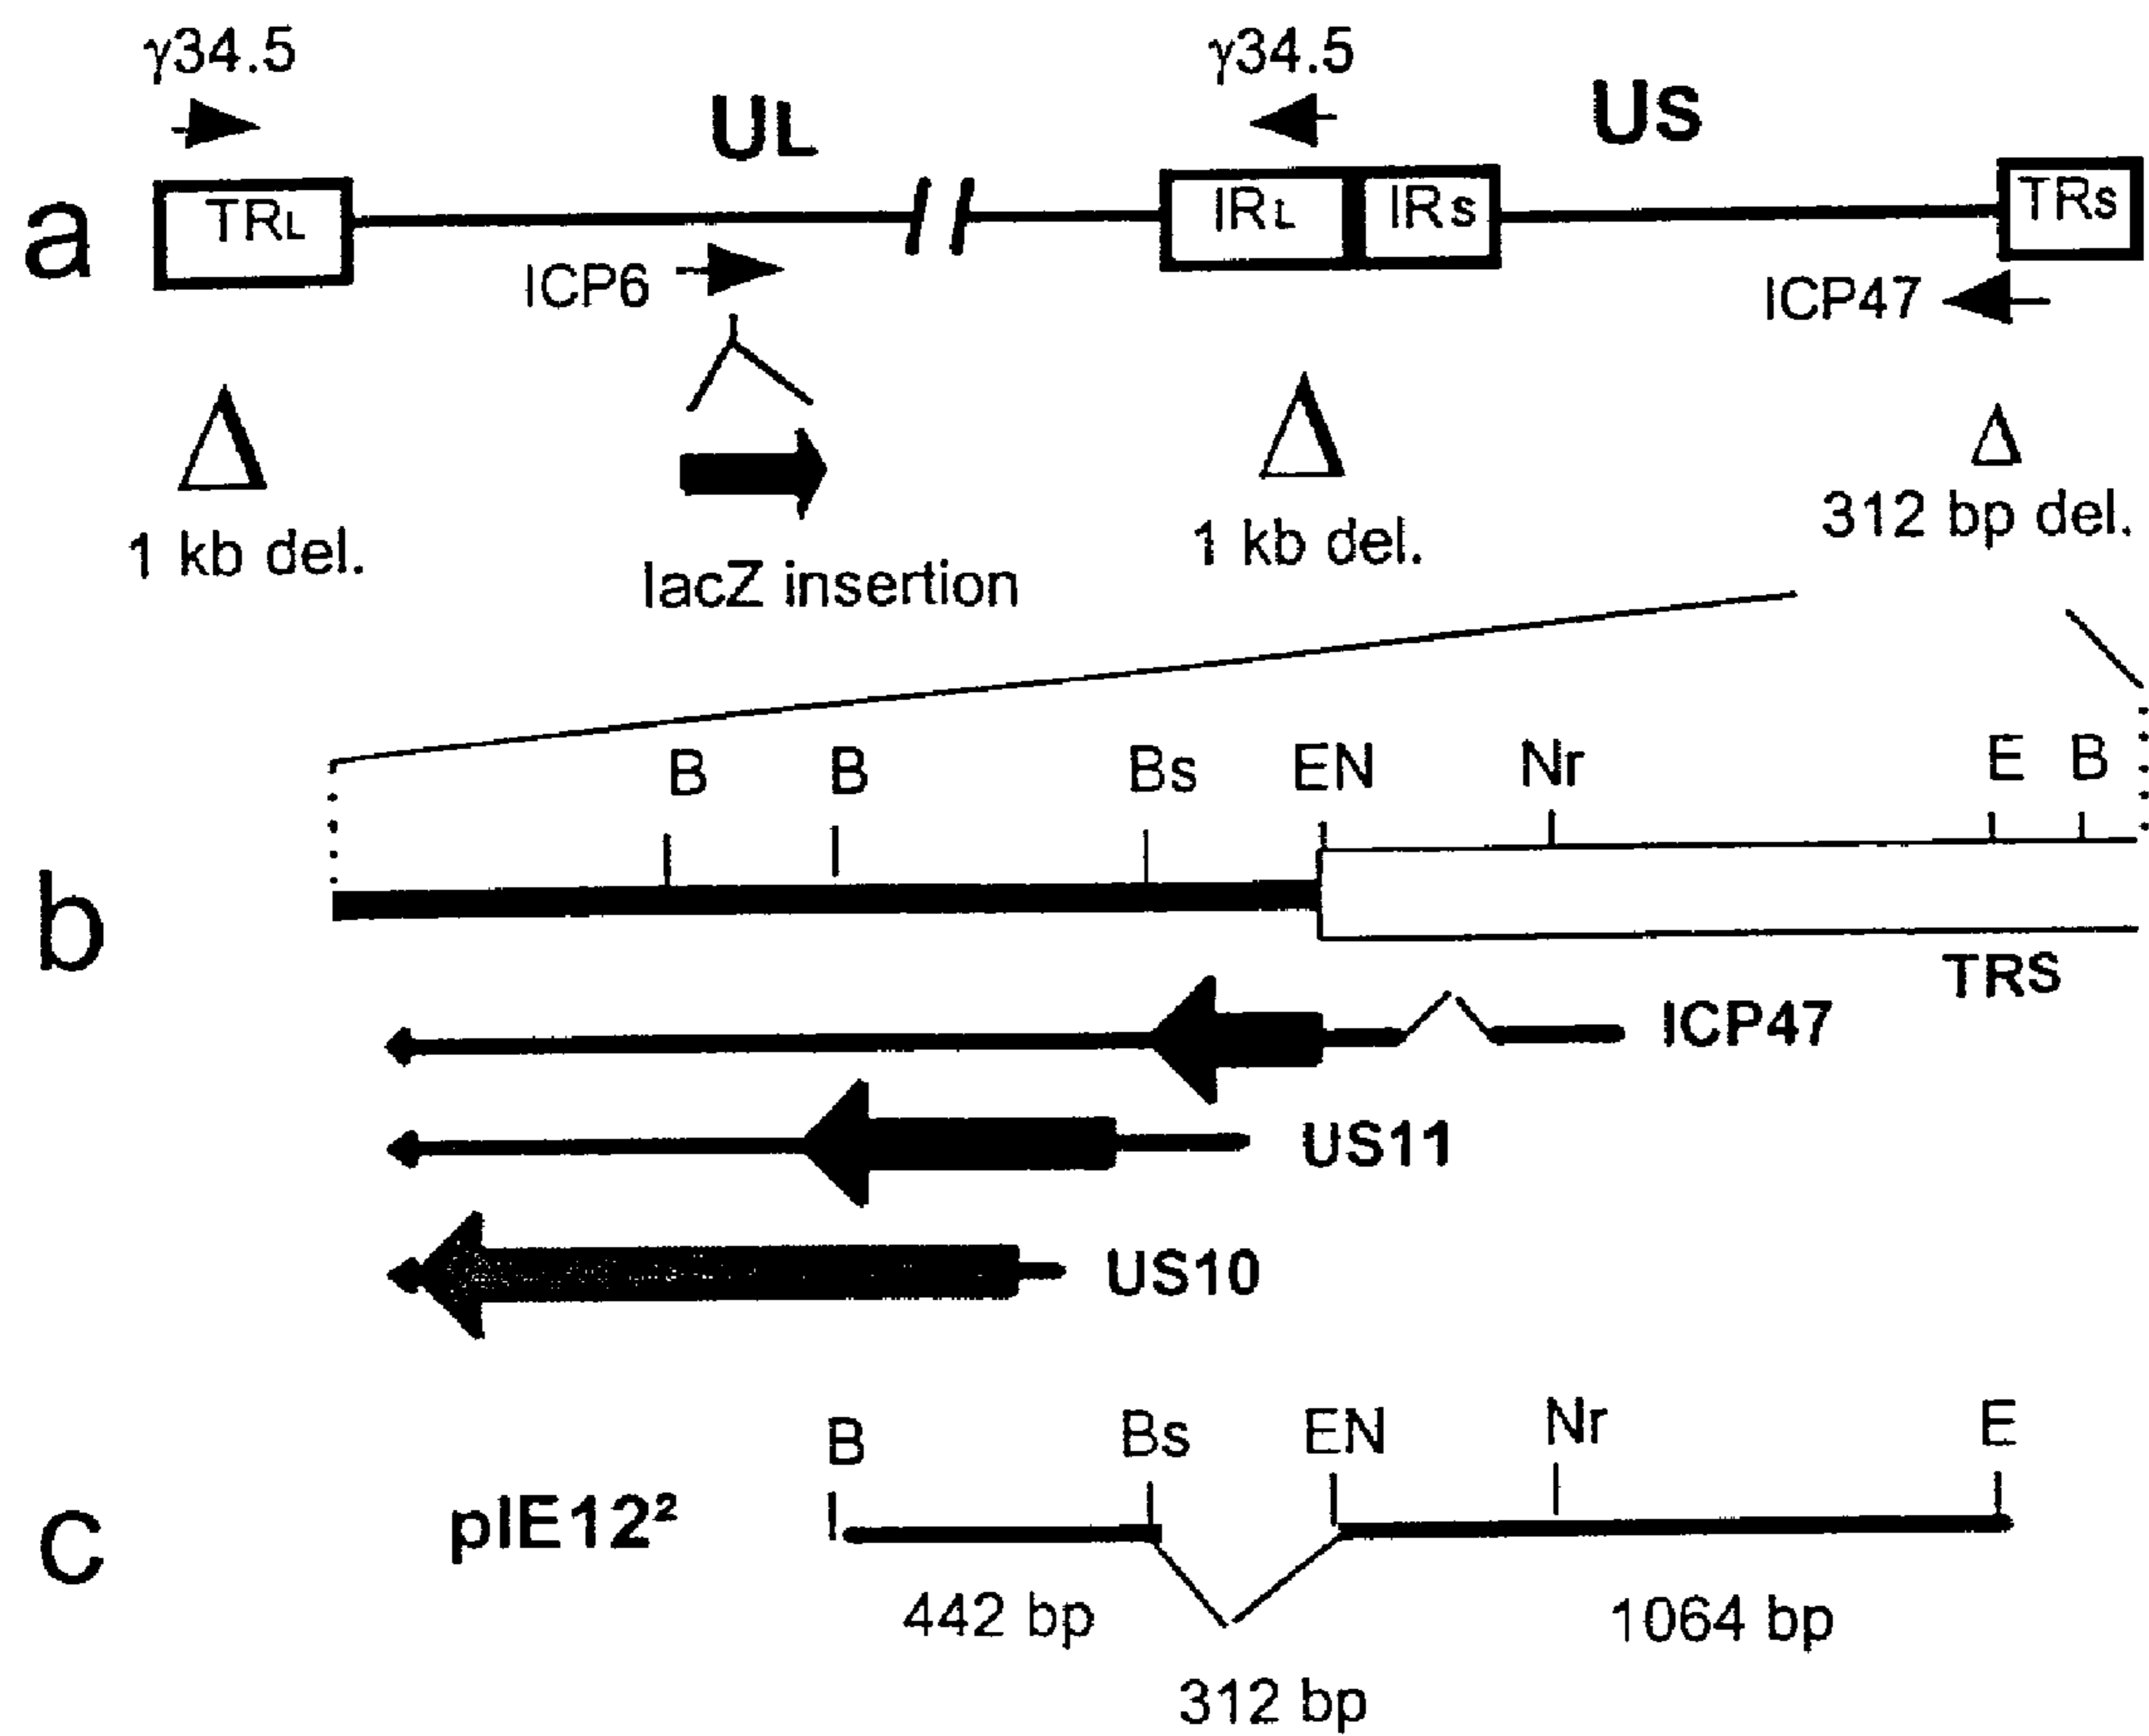 γ34.5 γ34.5
UL US
a TRL IRL IRS TRS
ICP6 ICP47
Δ Δ Δ
1 kb del. lacZ insertion 1 kb del. 312 bp del.
B B Bs EN Nr E B
b
TRS
ICP47
US11
US10
B Bs EN Nr E
c pIE12²
442 bp 1064 bp
312 bp